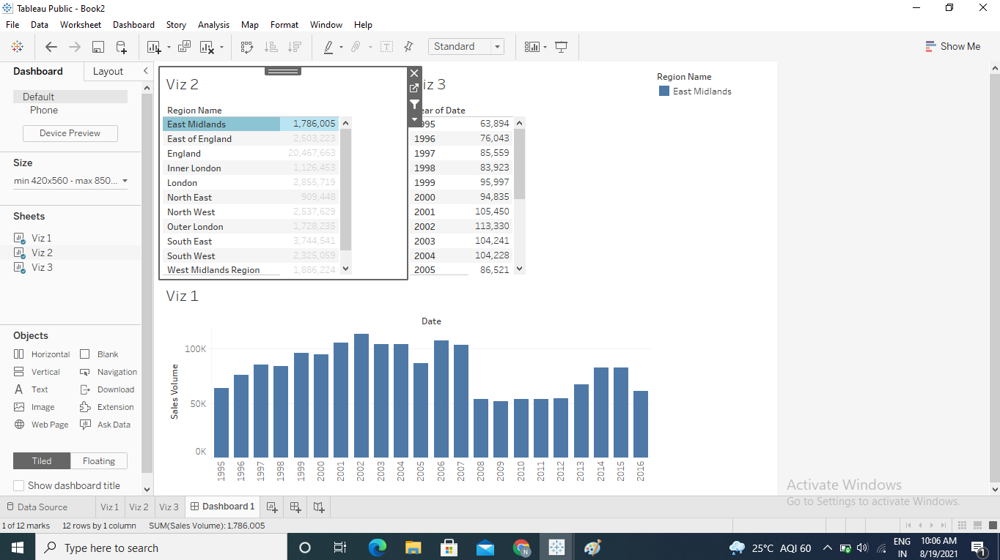 Tableau Public - Book2
File Data Worksheet Dashboard Story Analysis Map Format Window Help
Standard
Show Me
Dashboard Layout
Default
Phone
Device Preview
Size
min 420x560 - max 850...
Sheets
Viz 1
Viz 2
Viz 3
Objects
Horizontal Blank
Vertical Navigation
Text Download
Image Extension
Web Page Ask Data
Tiled Floating
Show dashboard title
Viz 2
Region Name
East Midlands 1,786,005
East of England 2,503,223
England 20,467,663
Inner London 1,126,453
London 2,855,719
North East 909,448
North West 2,537,629
Outer London 1,728,235
South East 3,744,541
South West 2,325,059
West Midlands Region 1,886,224
iz 3
ear of Date
995 63,894
1996 76,043
1997 85,559
1998 83,923
1999 95,997
2000 94,835
2001 105,450
2002 113,330
2003 104,241
2004 104,228
2005 86,521
Region Name
East Midlands
Viz 1
Date
Sales Volume
100K
50K
0K
1995 1996 1997 1998 1999 2000 2001 2002 2003 2004 2005 2006 2007 2008 2009 2010 2011 2012 2013 2014 2015 2016
Activate Windows
Go to Settings to activate Windows.
Data Source Viz 1 Viz 2 Viz 3 Dashboard 1
1 of 12 marks 12 rows by 1 column SUM(Sales Volume): 1,786,005
Type here to search
N
25°C AQI 60
ENG
IN
10:06 AM
8/19/2021
1